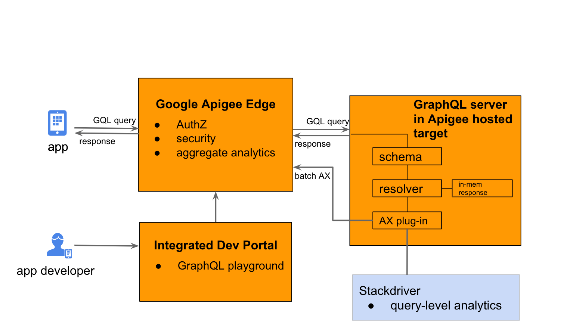 app
GQL query
response
Google Apigee Edge
● AuthZ
● security
● aggregate analytics
GQL query
response
batch AX
GraphQL server
in Apigee hosted
target
schema
resolver
in-mem
response
AX plug-in
app developer
Integrated Dev Portal
● GraphQL playground
Stackdriver
● query-level analytics